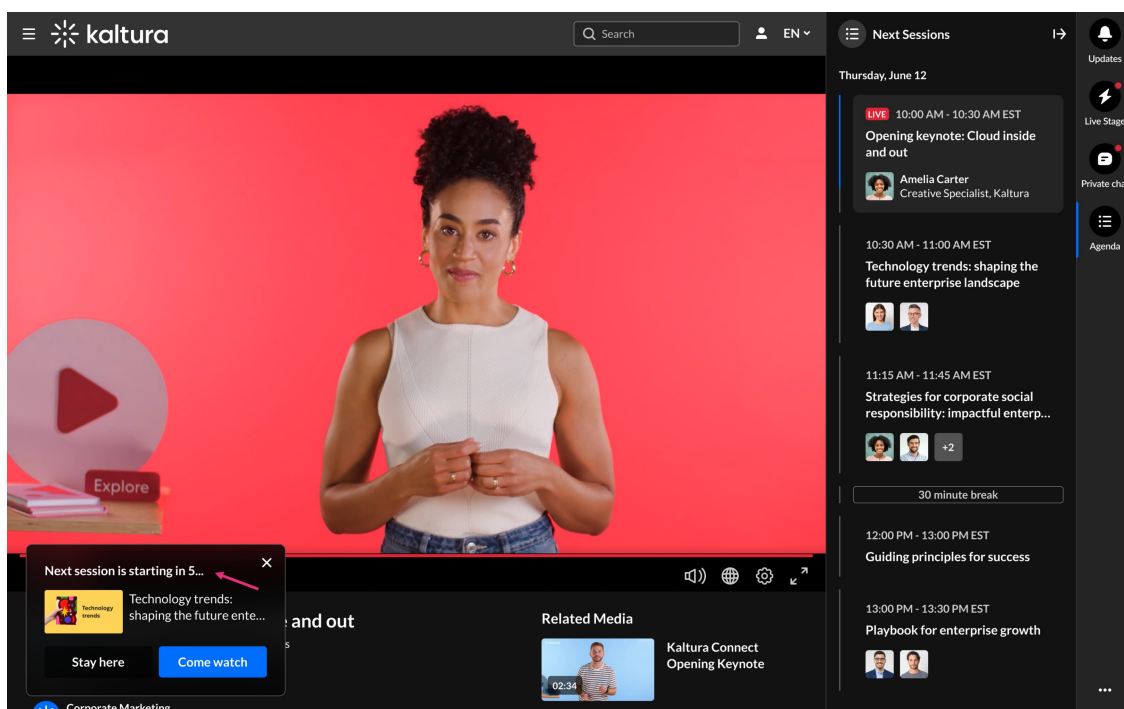 kaltura
Search
EN
Explore
Next session is starting in 5...
Technology trends
Technology trends:
shaping the future ente...
Stay here
Come watch
and out
s
Related Media
02:34
Kaltura Connect
Opening Keynote
Corporate Marketing
Next Sessions
Thursday, June 12
LIVE 10:00 AM - 10:30 AM EST
Opening keynote: Cloud inside
and out
Amelia Carter
Creative Specialist, Kaltura
10:30 AM - 11:00 AM EST
Technology trends: shaping the
future enterprise landscape
11:15 AM - 11:45 AM EST
Strategies for corporate social
responsibility: impactful enterp...
+2
30 minute break
12:00 PM - 13:00 PM EST
Guiding principles for success
13:00 PM - 13:30 PM EST
Playbook for enterprise growth
Updates
Live Stage
Private cha
Agenda